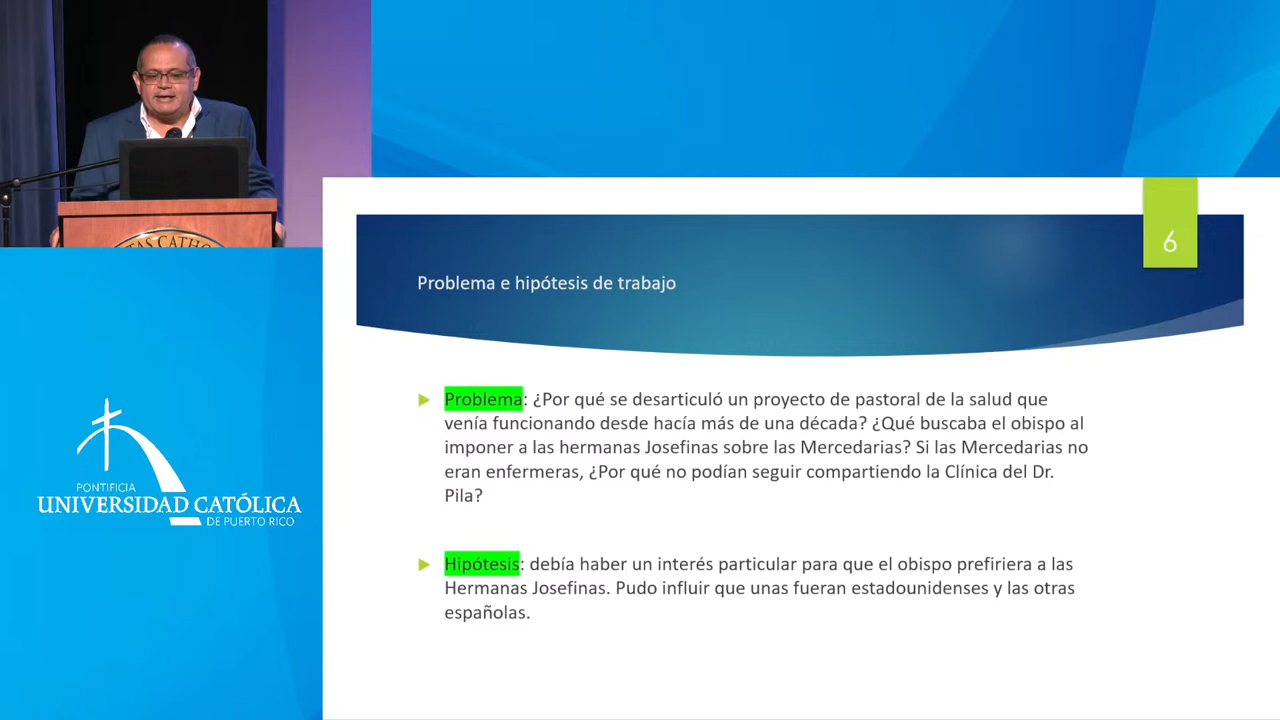 TAS CATHO
6
Problema e hipótesis de trabajo
Problema: ¿Por qué se desarticuló un proyecto de pastoral de la salud que
venía funcionando desde hacía más de una década? ¿Qué buscaba el obispo al
imponer a las hermanas Josefinas sobre las Mercedarias? Si las Mercedarias no
eran enfermeras, ¿Por qué no podían seguir compartiendo la Clínica del Dr.
Pila?
Hipótesis: debía haber un interés particular para que el obispo prefiriera a las
Hermanas Josefinas. Pudo influir que unas fueran estadounidenses y las otras
españolas.
PONTIFICIA
UNIVERSIDAD CATÓLICA
DE PUERTO RICO